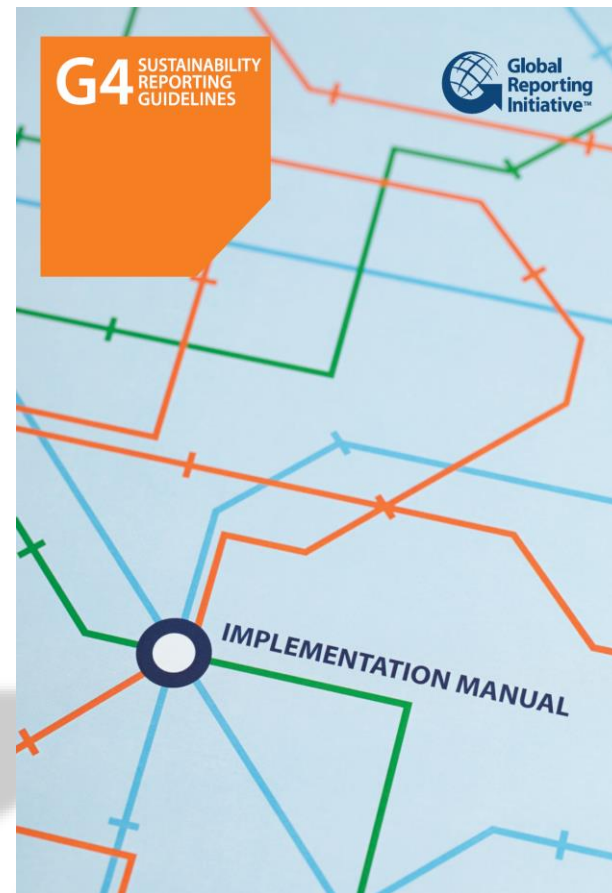 G4 SUSTAINABILITY
REPORTING
GUIDELINES
Global
Reporting
Initiative™
IMPLEMENTATION MANUAL